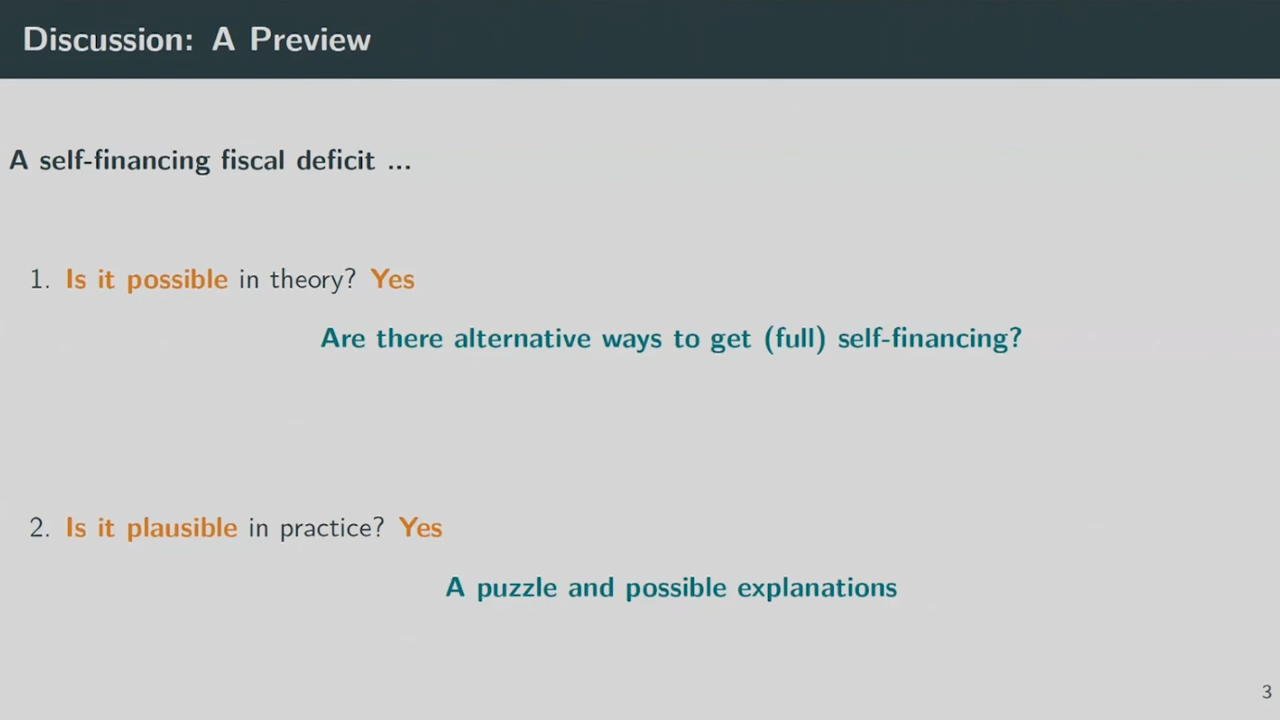 Discussion: A Preview
A self-financing fiscal deficit ...
1. Is it possible in theory? Yes
Are there alternative ways to get (full) self-financing?
2. Is it plausible in practice? Yes
A puzzle and possible explanations
3